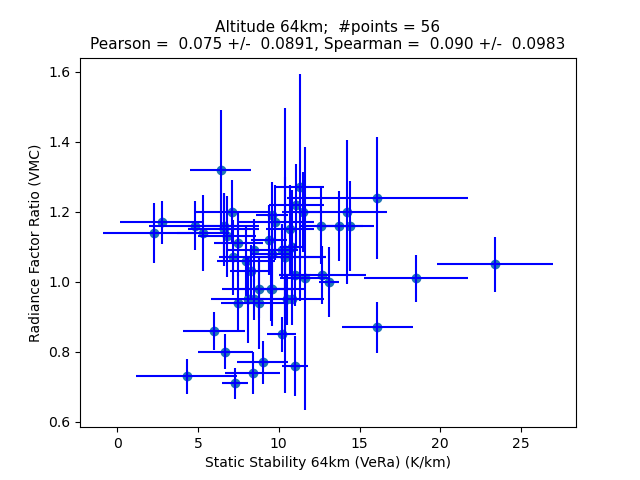 Altitude 64km;  #points = 56
Pearson =  0.075 +/-  0.0891, Spearman =  0.090 +/-  0.0983
1.6
1.4
1.2
1.0
0.8
0.6
Radiance Factor Ratio (VMC)
0 5 10 15 20 25
Static Stability 64km (VeRa) (K/km)